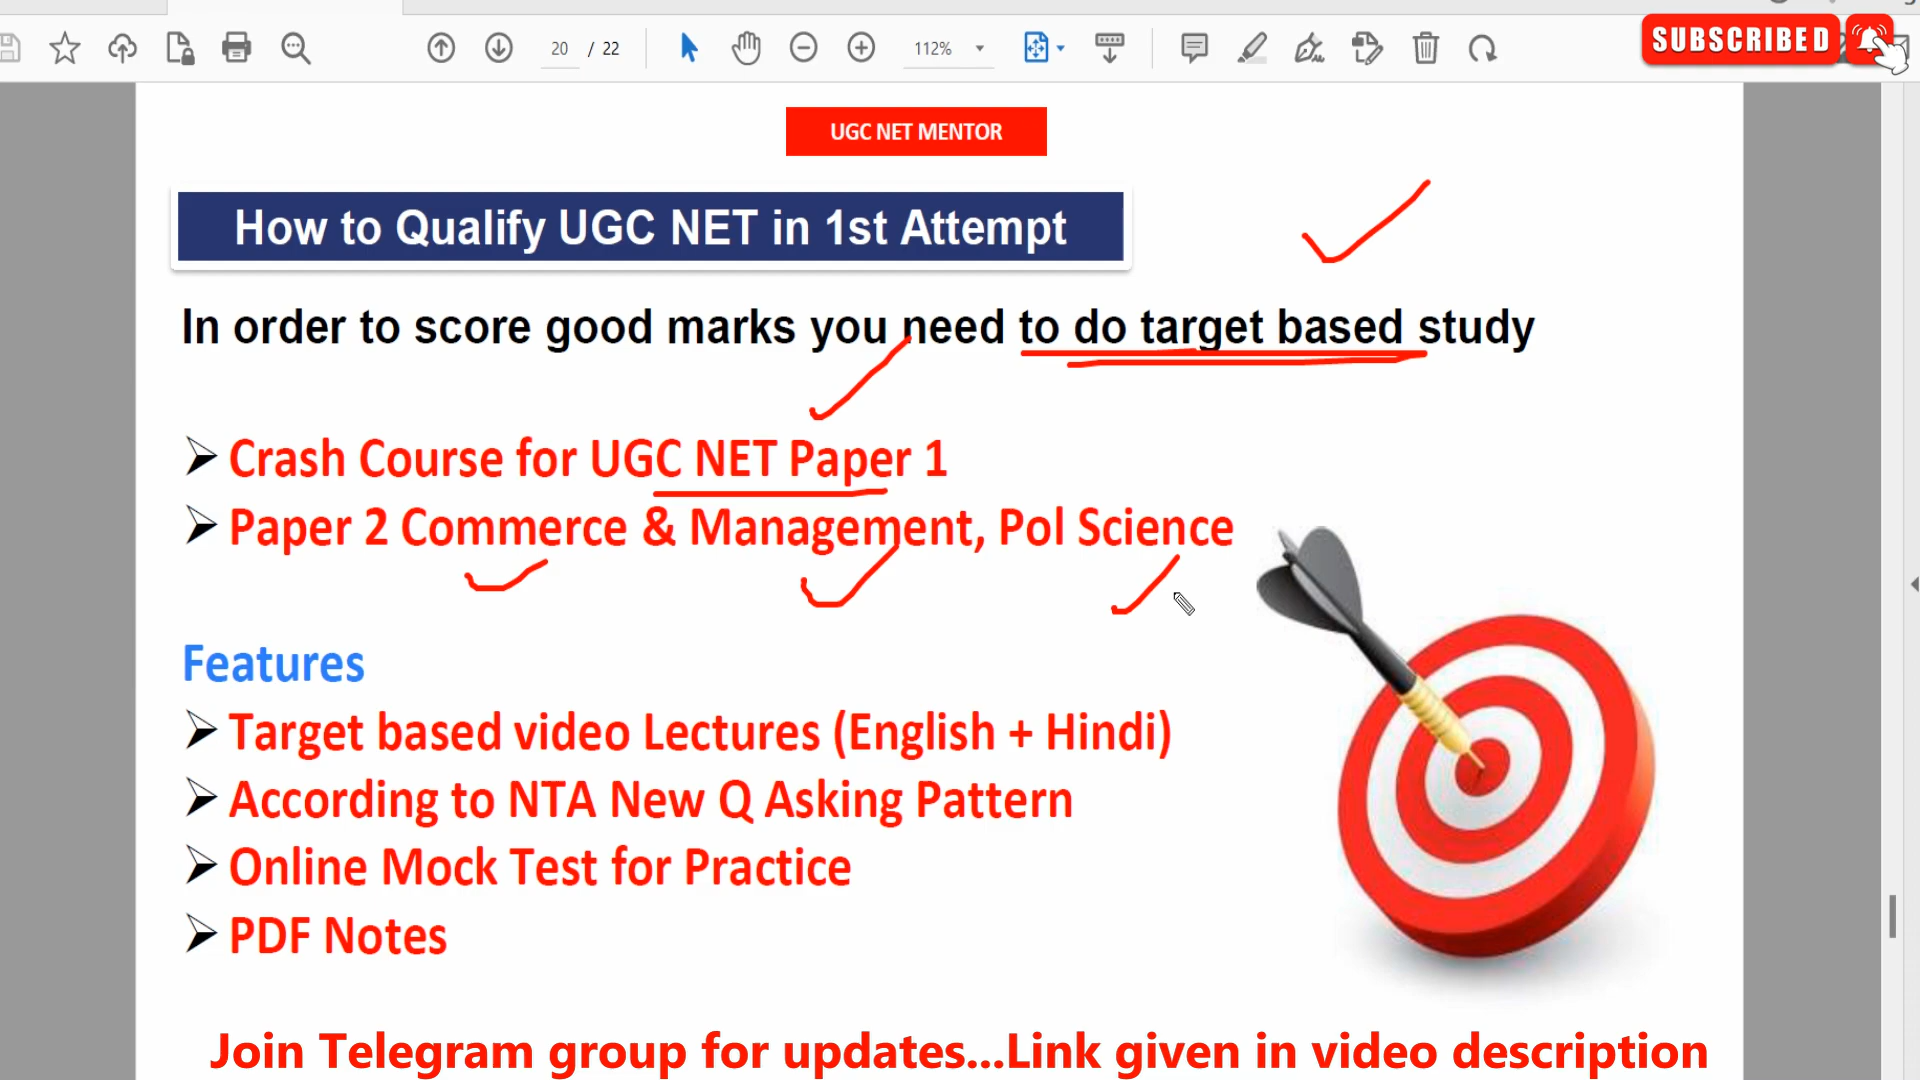 20 / 22
112%
SUBSCRIBED
UGC NET MENTOR
How to Qualify UGC NET in 1st Attempt
In order to score good marks you need to do target based study
Crash Course for UGC NET Paper 1
Paper 2 Commerce & Management, Pol Science
Features
Target based video Lectures (English + Hindi)
According to NTA New Q Asking Pattern
Online Mock Test for Practice
PDF Notes
Join Telegram group for updates...Link given in video description